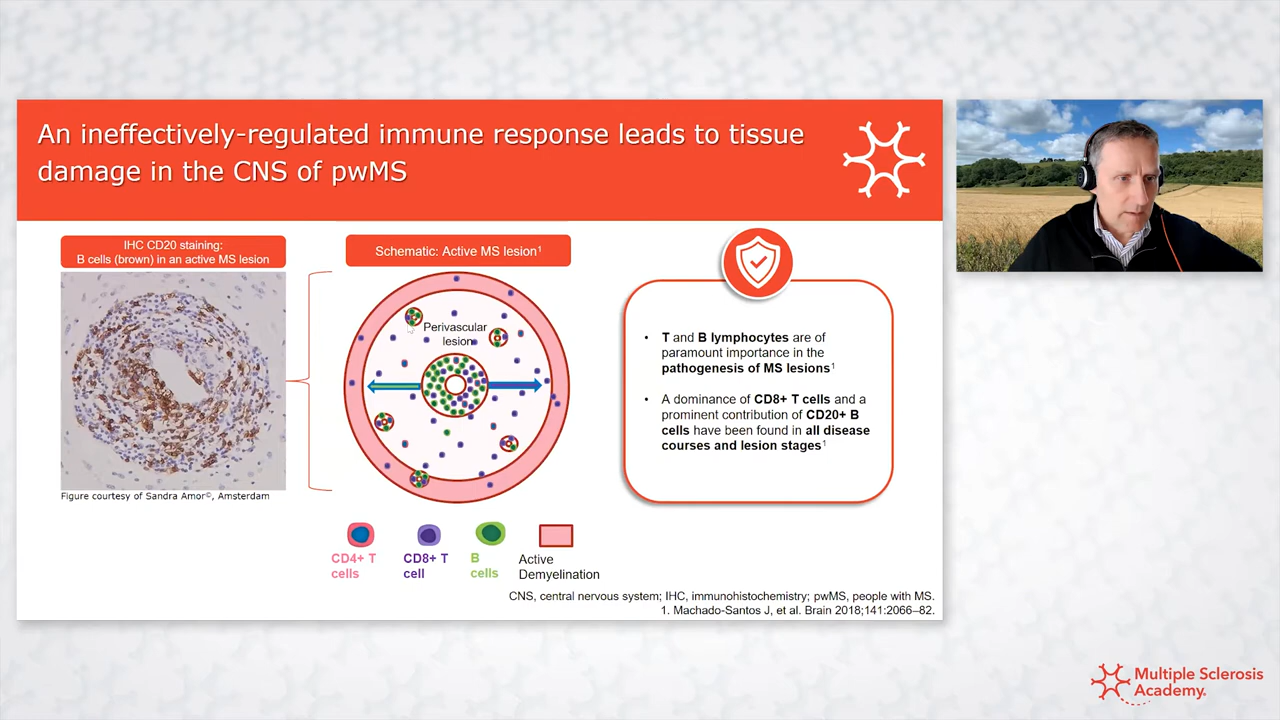 An ineffectively-regulated immune response leads to tissue
damage in the CNS of pwMS
IHC CD20 staining:
B cells (brown) in an active MS lesion
Figure courtesy of Sandra Amor©, Amsterdam
Schematic: Active MS lesion¹
Perivascular
lesion
CD4+ T
cells
CD8+ T
cell
B
cells
Active
Demyelination
• T and B lymphocytes are of
paramount importance in the
pathogenesis of MS lesions¹
• A dominance of CD8+ T cells and a
prominent contribution of CD20+ B
cells have been found in all disease
courses and lesion stages¹
CNS, central nervous system; IHC, immunohistochemistry; pwMS, people with MS.
1. Machado-Santos J, et al. Brain 2018;141:2066–82.
Multiple Sclerosis
Academy.